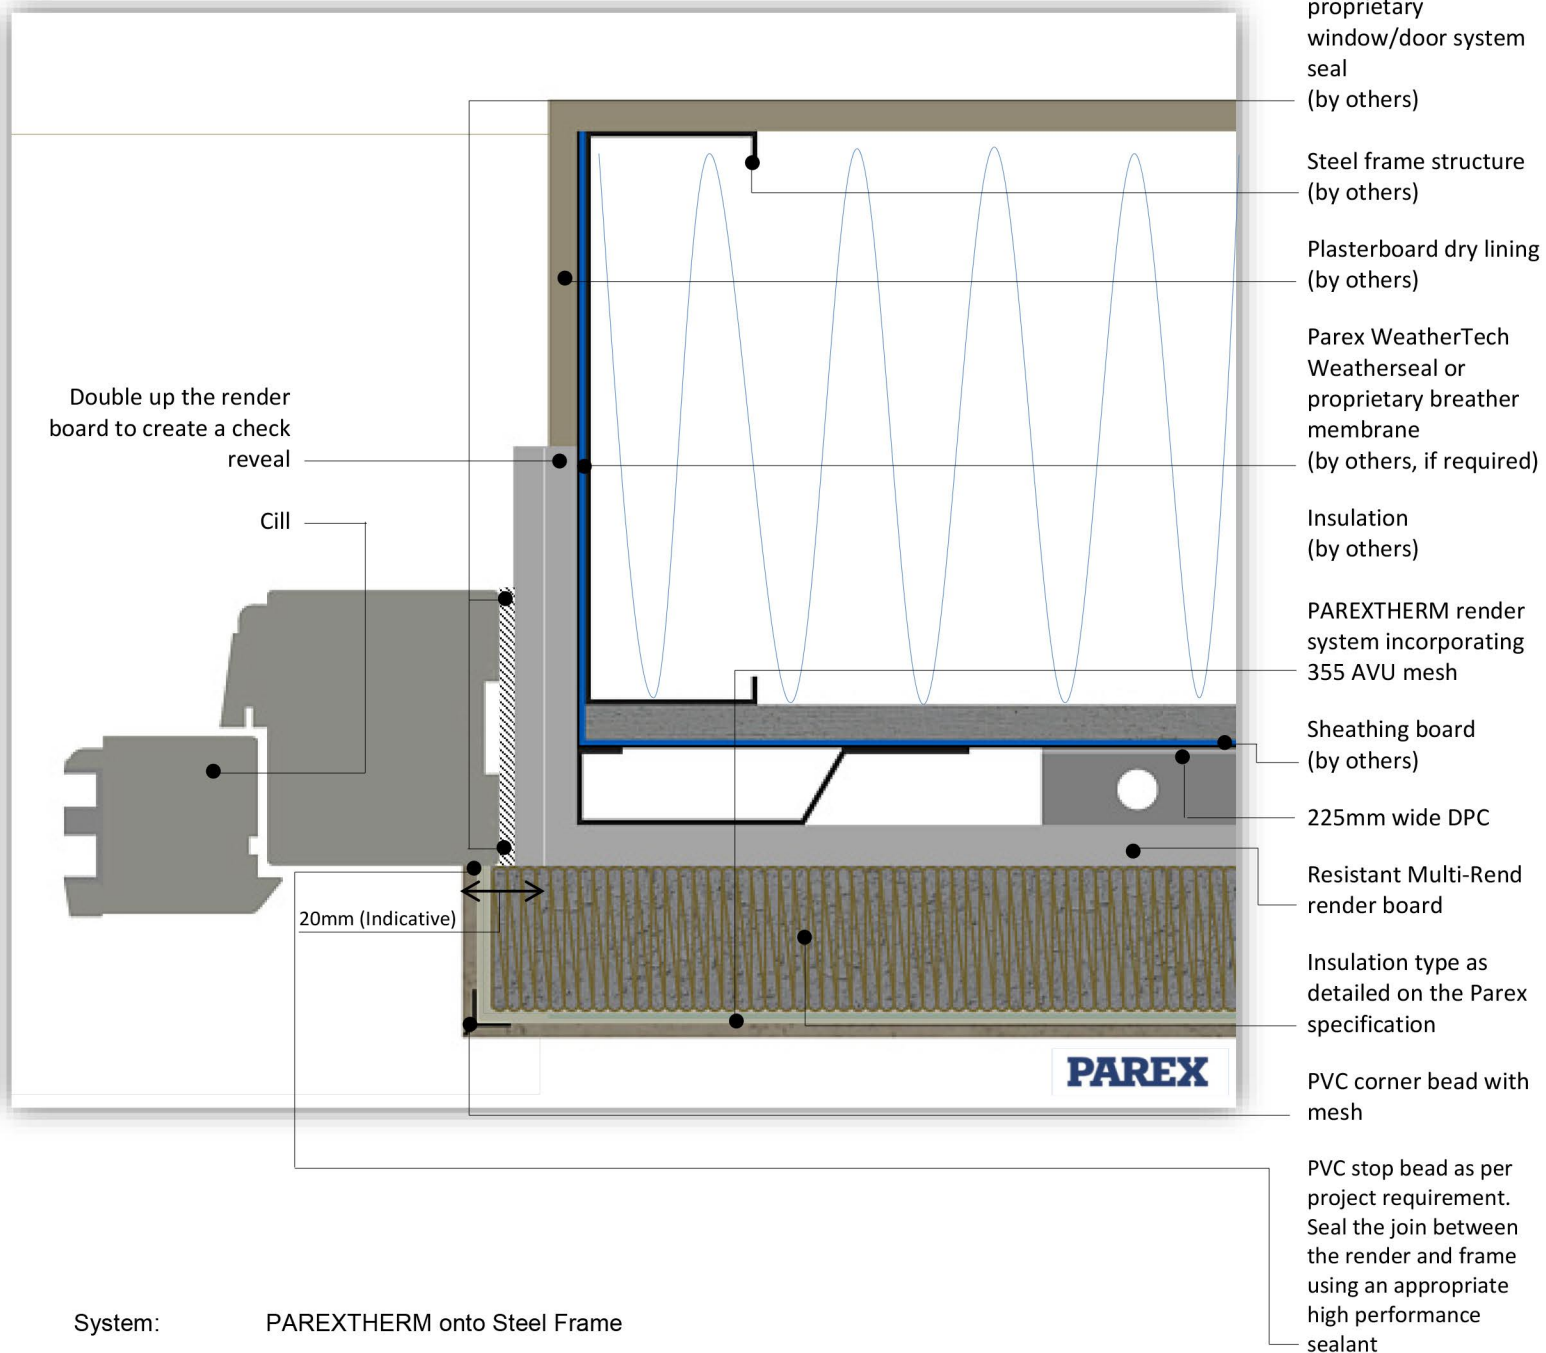 proprietary
window/door system
seal
(by others)
Steel frame structure
(by others)
Plasterboard dry lining
(by others)
Parex WeatherTech
Weatherseal or
proprietary breather
membrane
(by others, if required)
Double up the render
board to create a check
reveal
Cill
Insulation
(by others)
PAREXTHERM render
system incorporating
355 AVU mesh
Sheathing board
(by others)
225mm wide DPC
Resistant Multi-Rend
render board
20mm (Indicative)
Insulation type as
detailed on the Parex
specification
PAREX
PVC corner bead with
mesh
PVC stop bead as per
project requirement.
Seal the join between
the render and frame
using an appropriate
high performance
sealant
System: PAREXTHERM onto Steel Frame